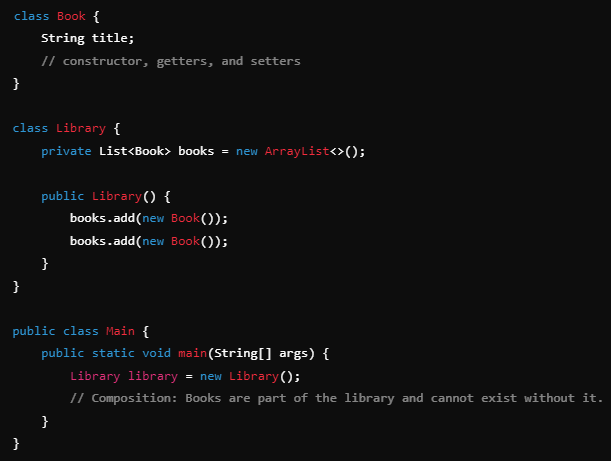 class Book {
    String title;
    // constructor, getters, and setters
}

class Library {
    private List<Book> books = new ArrayList<>();

    public Library() {
        books.add(new Book());
        books.add(new Book());
    }
}

public class Main {
    public static void main(String[] args) {
        Library library = new Library();
        // Composition: Books are part of the library and cannot exist without it.
    }
}